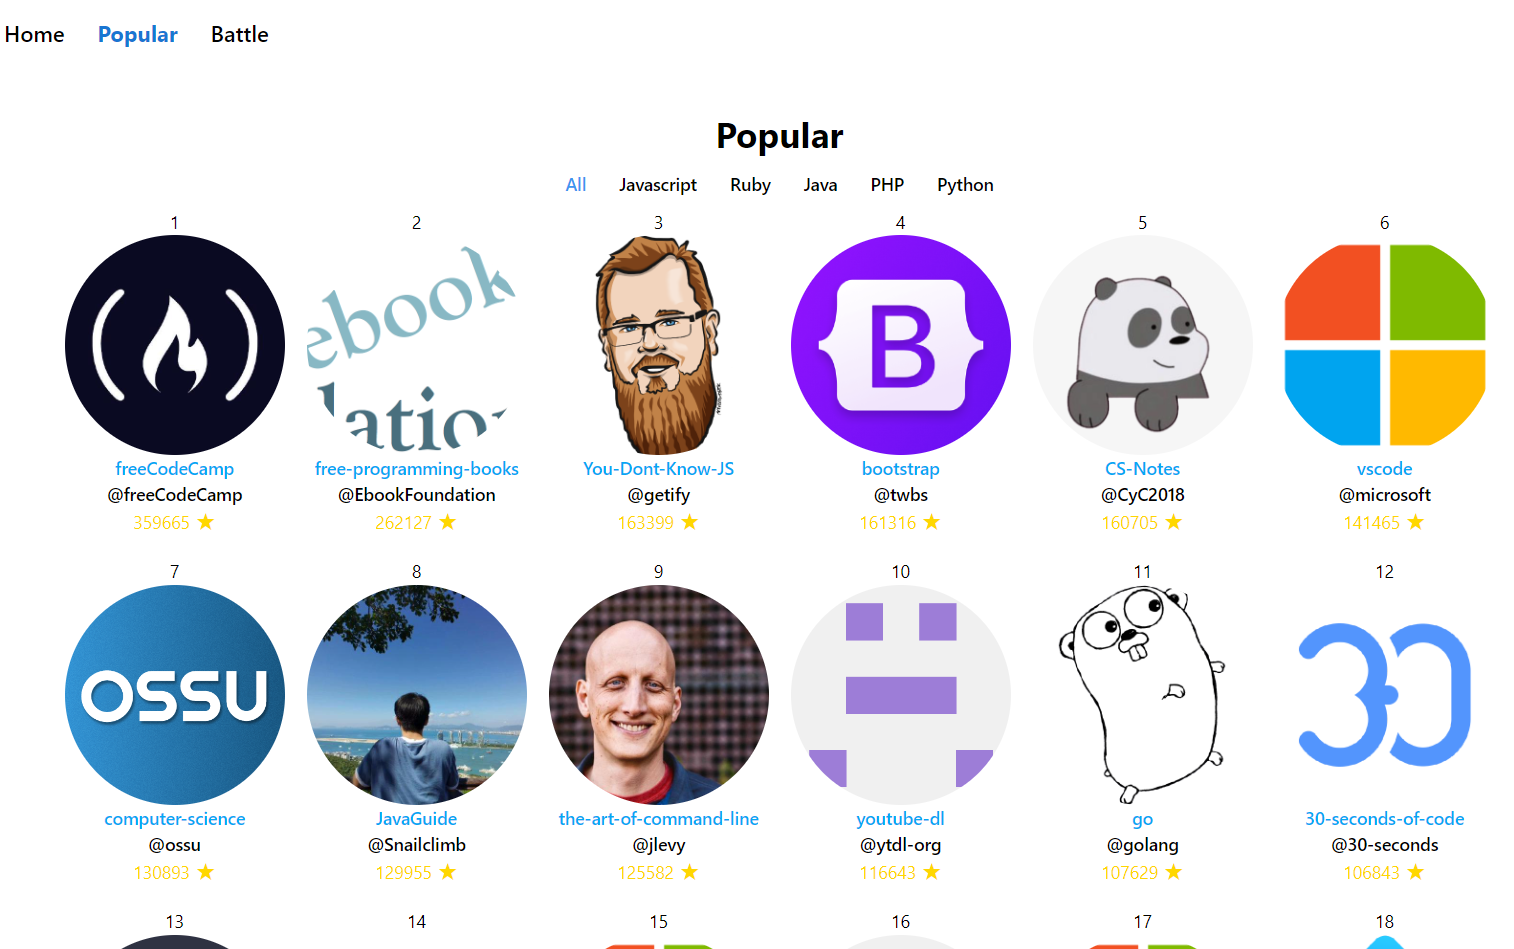 Home Popular Battle
Popular
All Javascript Ruby Java PHP Python
1 2 3 4 5 6
ebook
lation
B
freeCodeCamp free-programming-books You-Dont-Know-JS bootstrap CS-Notes vscode
@freeCodeCamp @EbookFoundation @getify @twbs @CyC2018 @microsoft
359665 ★ 262127 ★ 163399 ★ 161316 ★ 160705 ★ 141465 ★
7 8 9 10 11 12
OSSU
30
computer-science JavaGuide the-art-of-command-line youtube-dl go 30-seconds-of-code
@ossu @Snailclimb @jlevy @ytdl-org @golang @30-seconds
130893 ★ 129955 ★ 125582 ★ 116643 ★ 107629 ★ 106843 ★
13 14 15 16 17 18